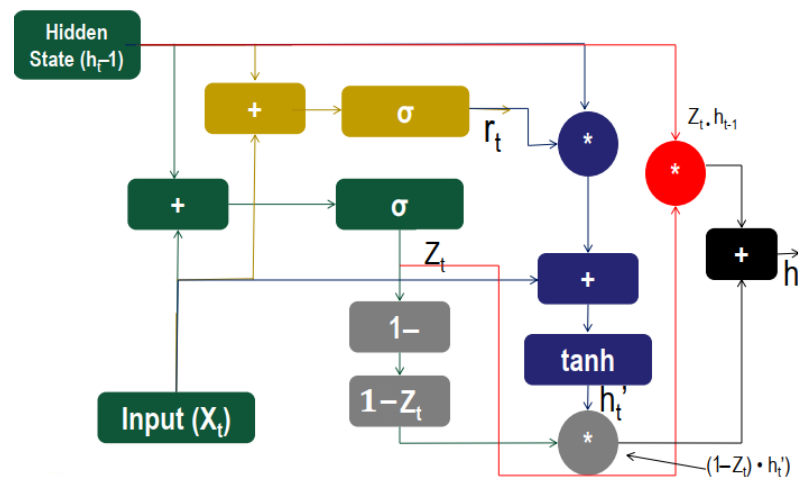 Hidden
State (hₜ–1)
+
σ
rₜ
*
Zₜ. hₜ₋₁
*
+
σ
Zₜ
+
+
h
1–
tanh
1–Zₜ
hₜ’
Input (Xₜ)
*
(1–Zₜ) • hₜ’)